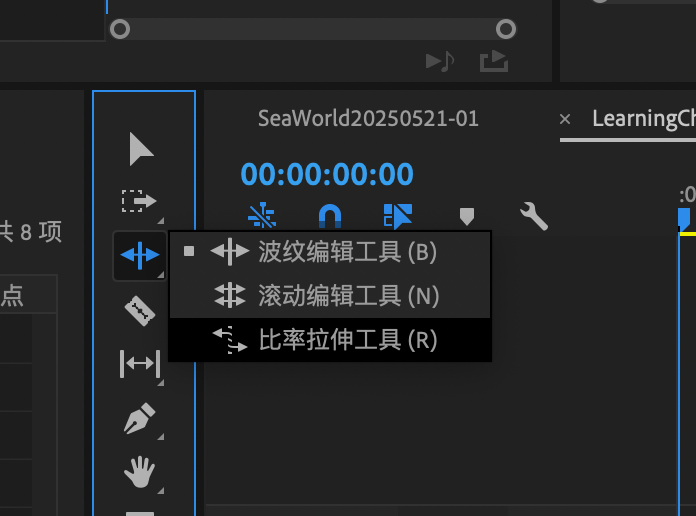 SeaWorld20250521-01
× LearningCh
00:00:00:00
:0
共 8 项
波纹编辑工具 (B)
滚动编辑工具 (N)
点
比率拉伸工具 (R)